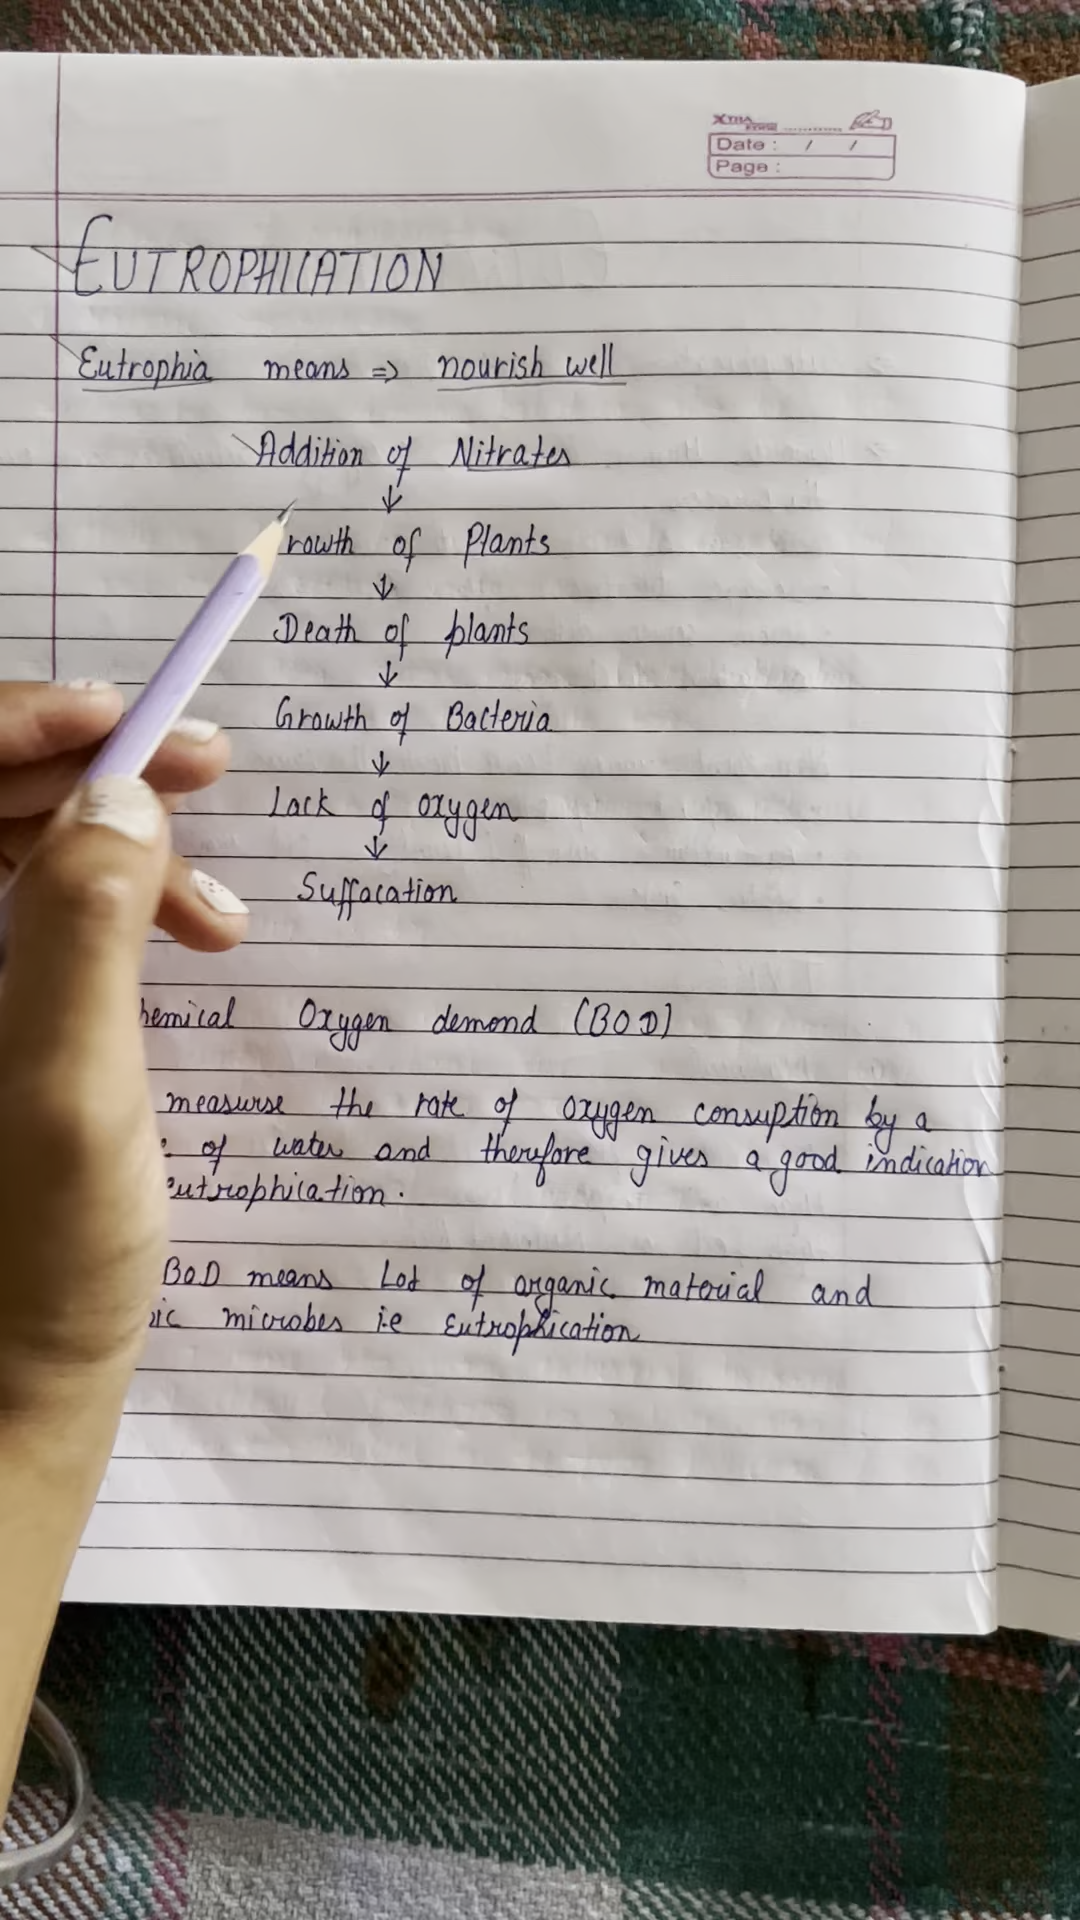 XTRA
Date : / /
Page :
EUTROPHICATION
Eutrophia means => nourish well
Addition of Nitrates
↓
rowth of Plants
↓
Death of plants
↓
Growth of Bacteria
↓
Lack of oxygen
↓
Suffacation
hemical Oxygen demond (BOD)
measurse the rate of oxygen consuption by a
of water and therefore gives a good indication
eutrophication.
BOD means Lot of organic material and
ic microbes i.e Eutrophication